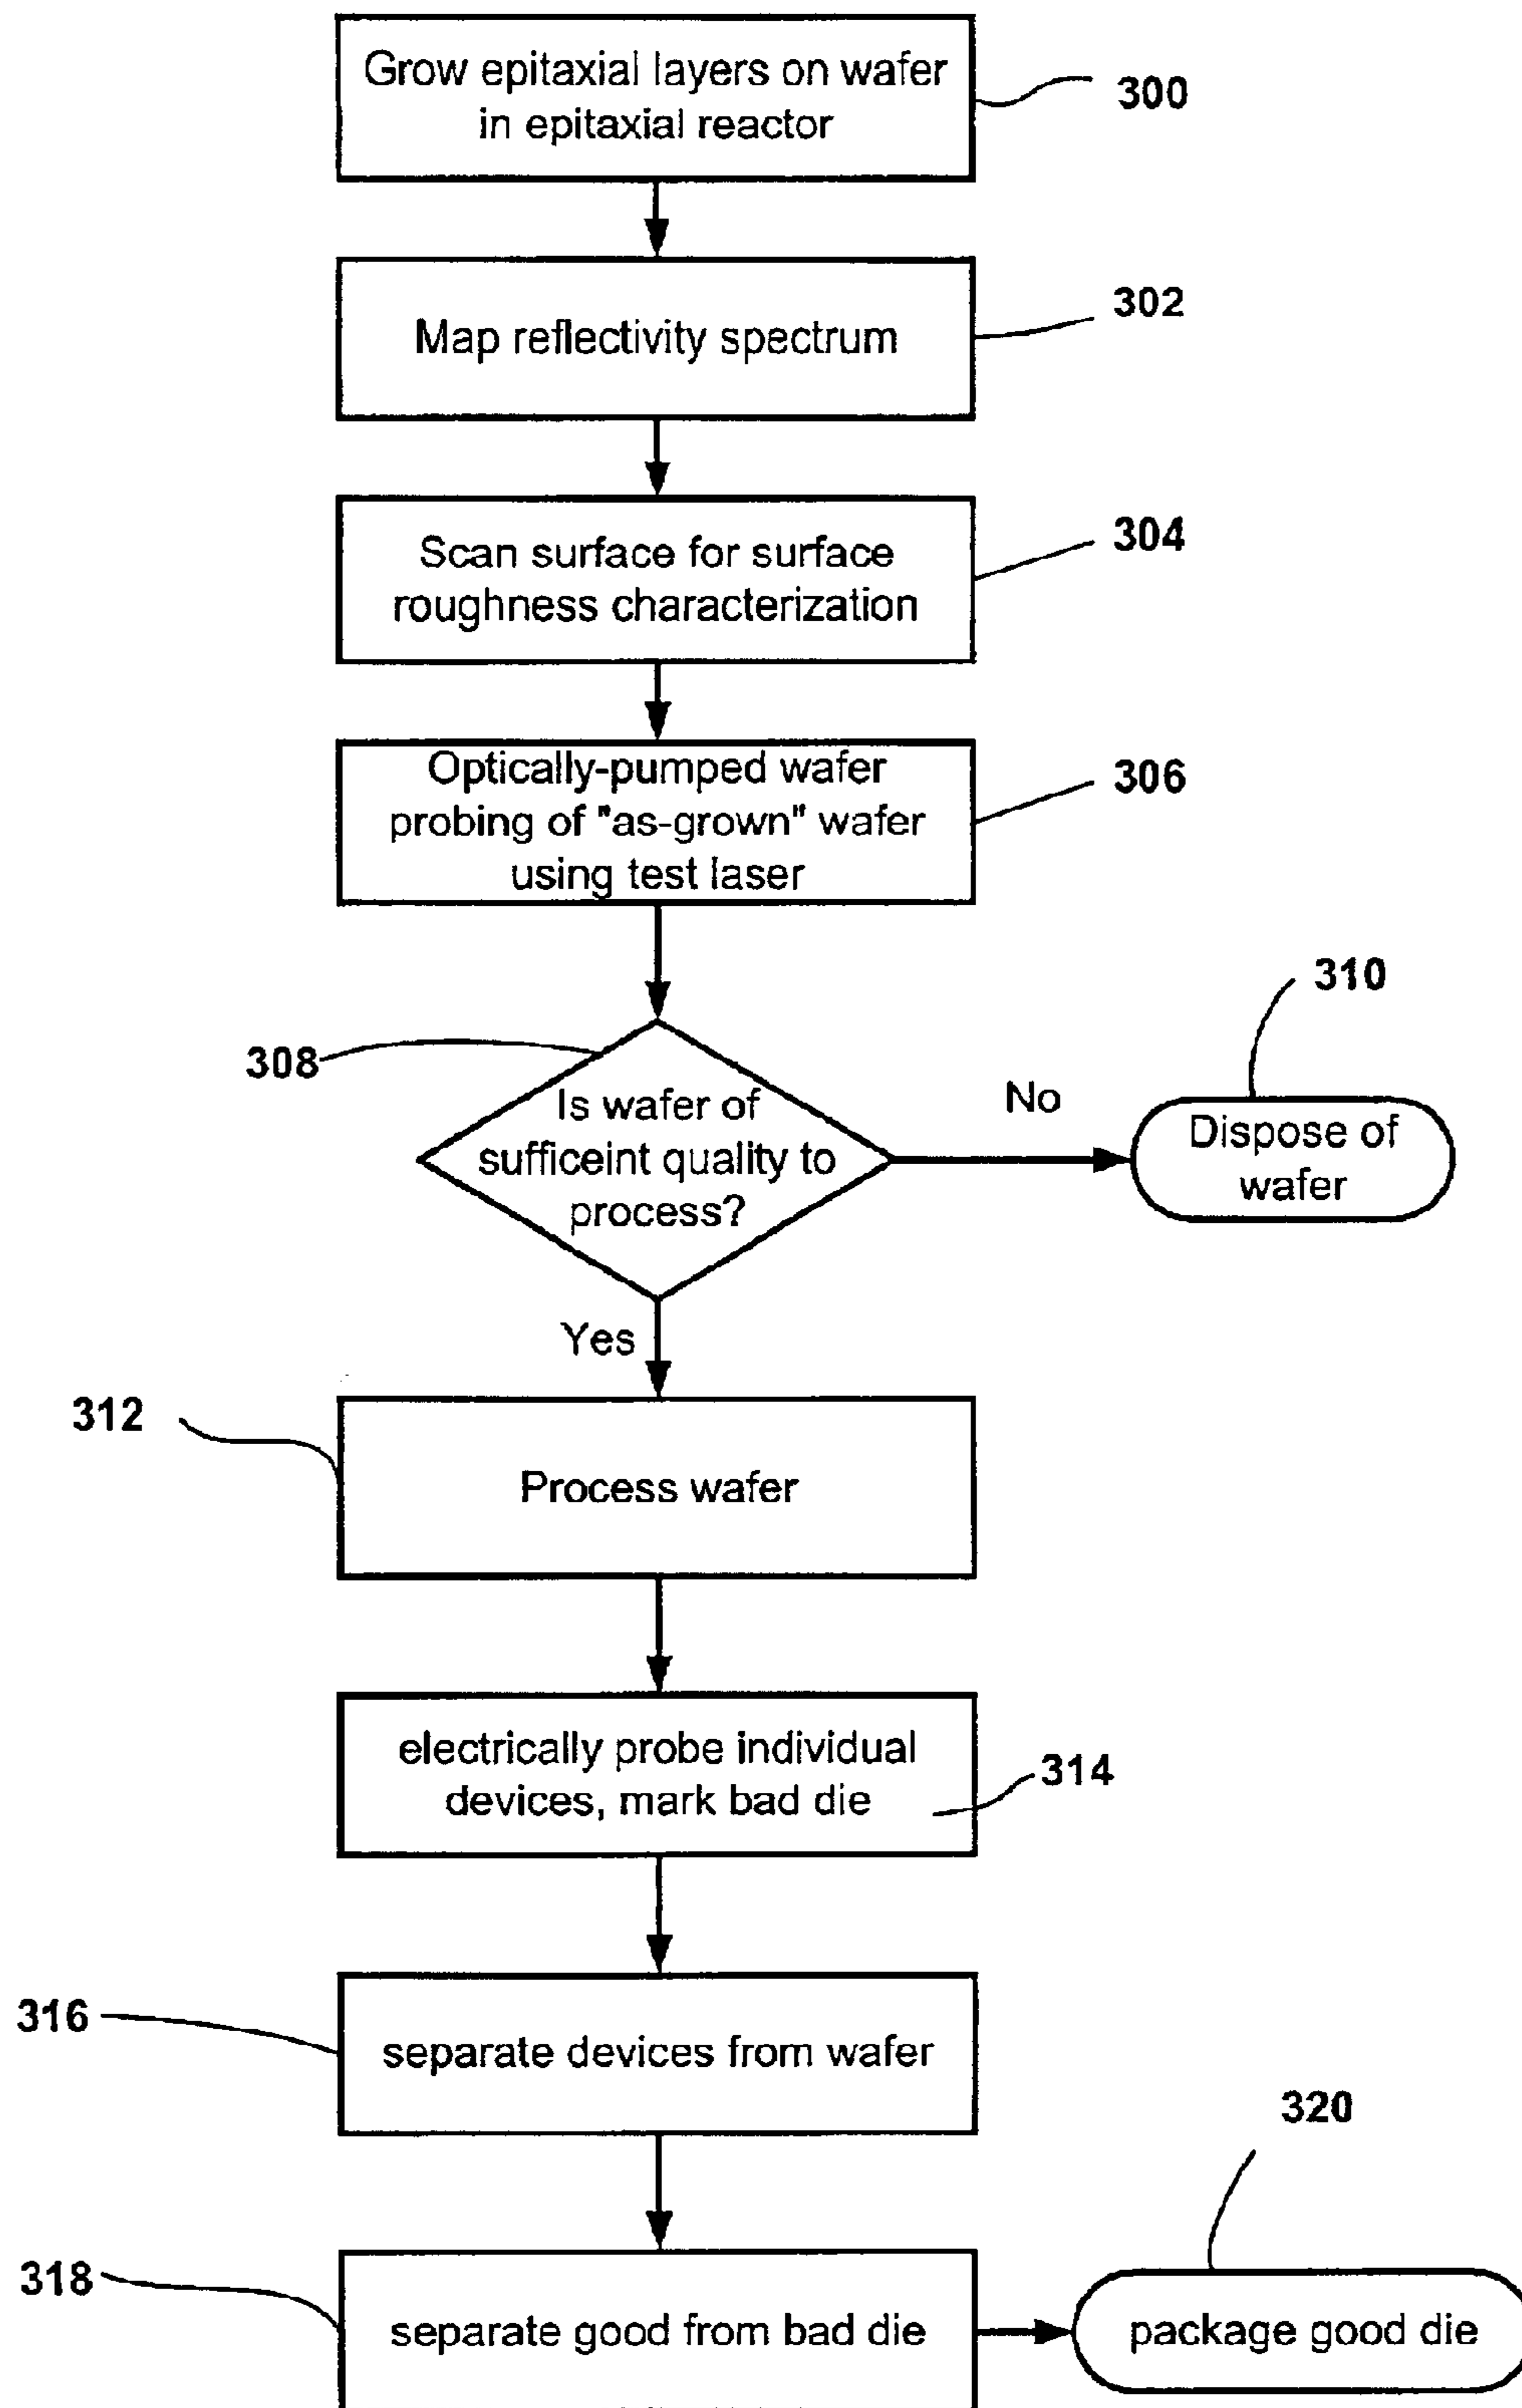 Grow epitaxial layers on wafer
in epitaxial reactor
300
Map reflectivity spectrum
302
Scan surface for surface
roughness characterization
304
Optically-pumped wafer
probing of "as-grown" wafer
using test laser
306
308
Is wafer of
sufficeint quality to
process?
No
310
Dispose of
wafer
Yes
312
Process wafer
electrically probe individual
devices, mark bad die
314
316
separate devices from wafer
318
separate good from bad die
320
package good die